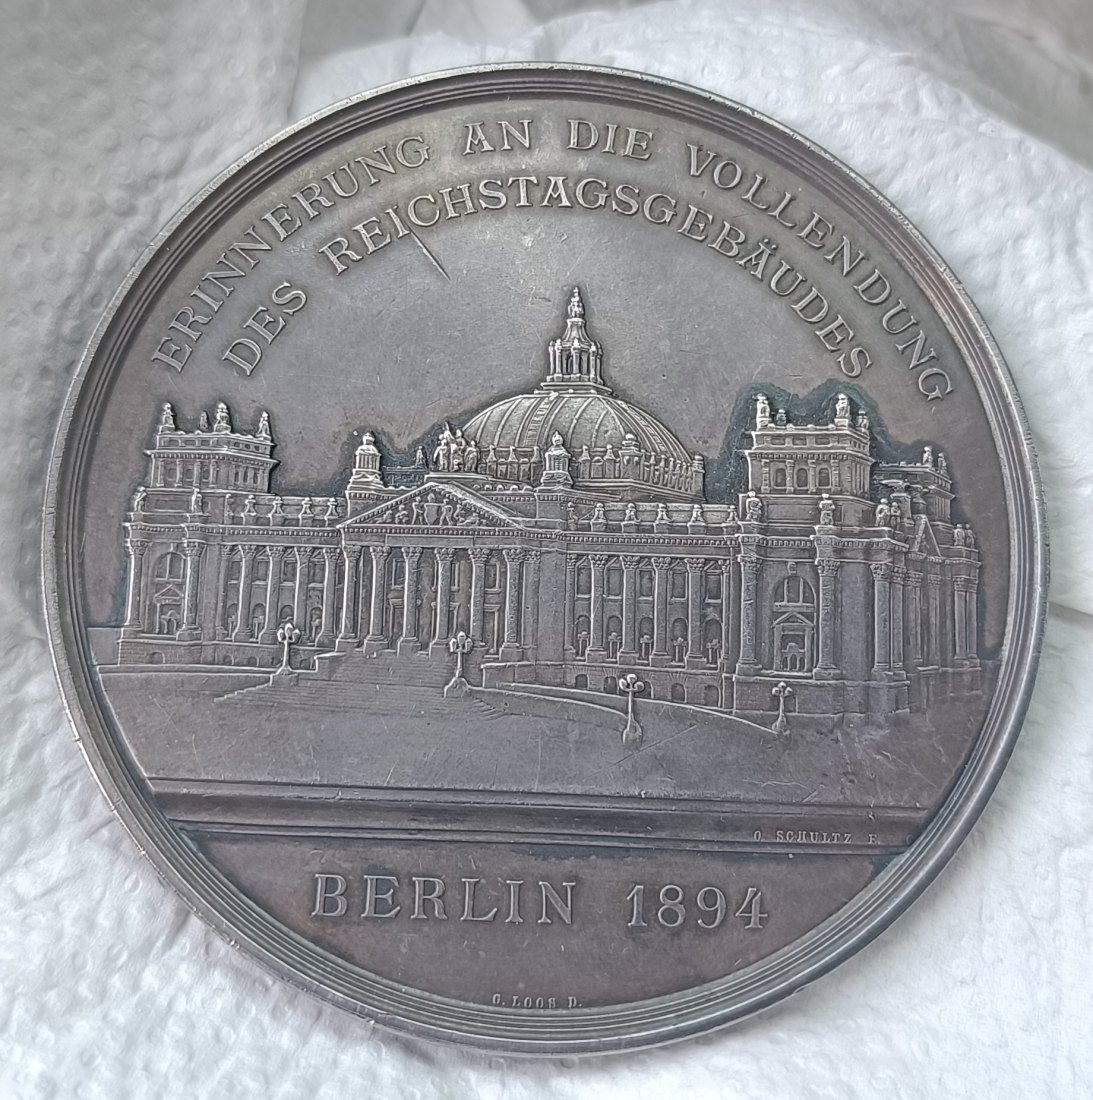 ERINNERUNG AN DIE VOLLENDUNG
DES REICHSTAGSGEBÄUDES
O. SCHULTZ F.
BERLIN 1894
G. LOOS D.